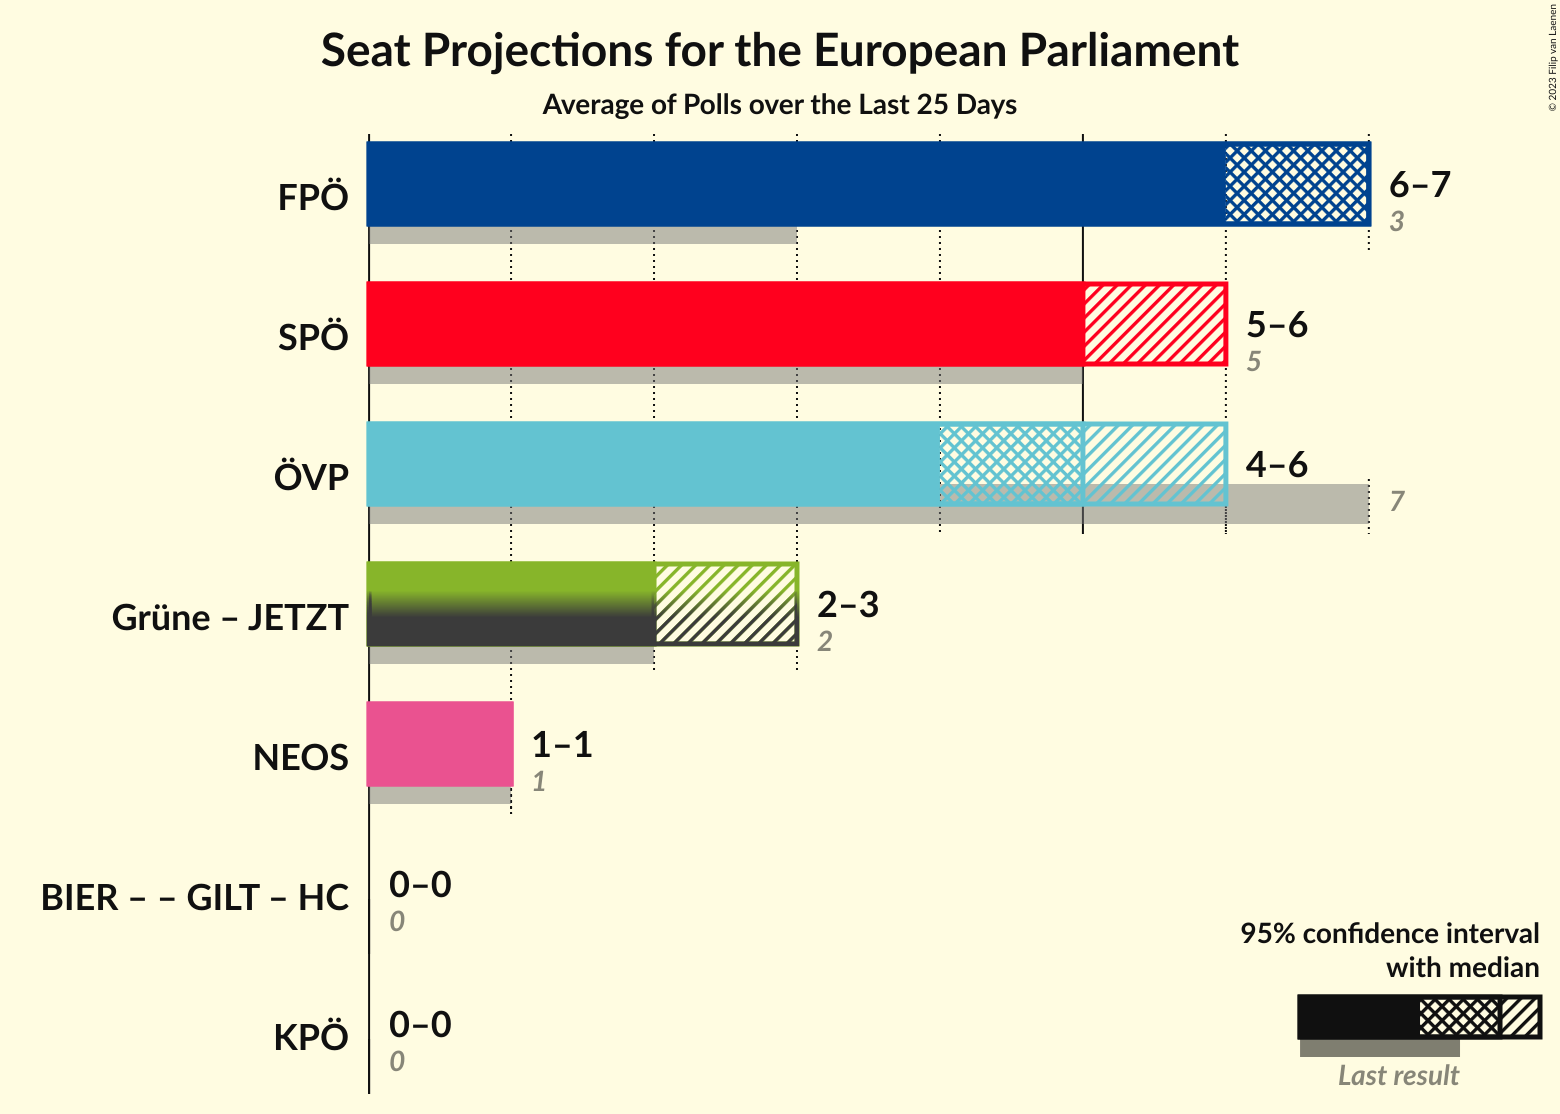 Seat Projections for the European Parliament
Average of Polls over the Last 25 Days
© 2023 Filip van Laenen
FPÖ
6–7
3
SPÖ
5–6
5
ÖVP
4–6
7
Grüne – JETZT
2–3
2
NEOS
1–1
1
BIER – – GILT – HC
0–0
0
KPÖ
0–0
0
95% confidence interval
with median
Last result